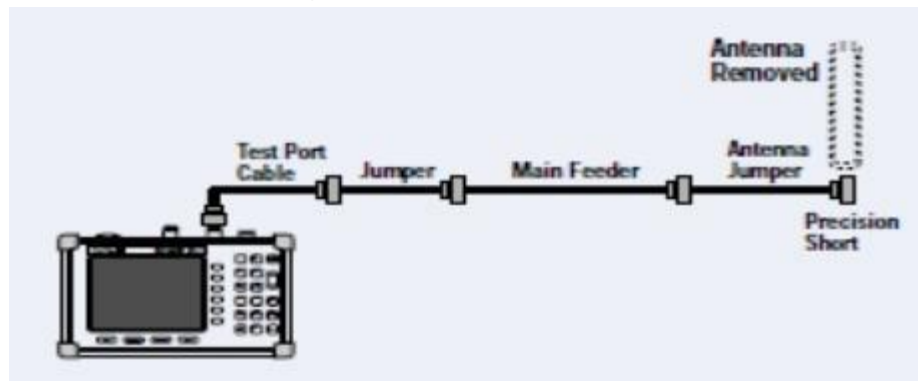 Antenna
Removed
Test Port
Cable
Jumper
Main Feeder
Antenna
Jumper
Precision
Short